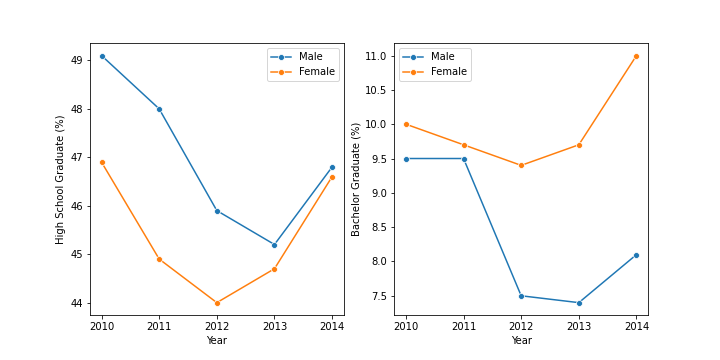 High School Graduate (%)
49
48
47
46
45
44
2010 2011 2012 2013 2014
Year
Male
Female
Bachelor Graduate (%)
11.0
10.5
10.0
9.5
9.0
8.5
8.0
7.5
2010 2011 2012 2013 2014
Year
Male
Female